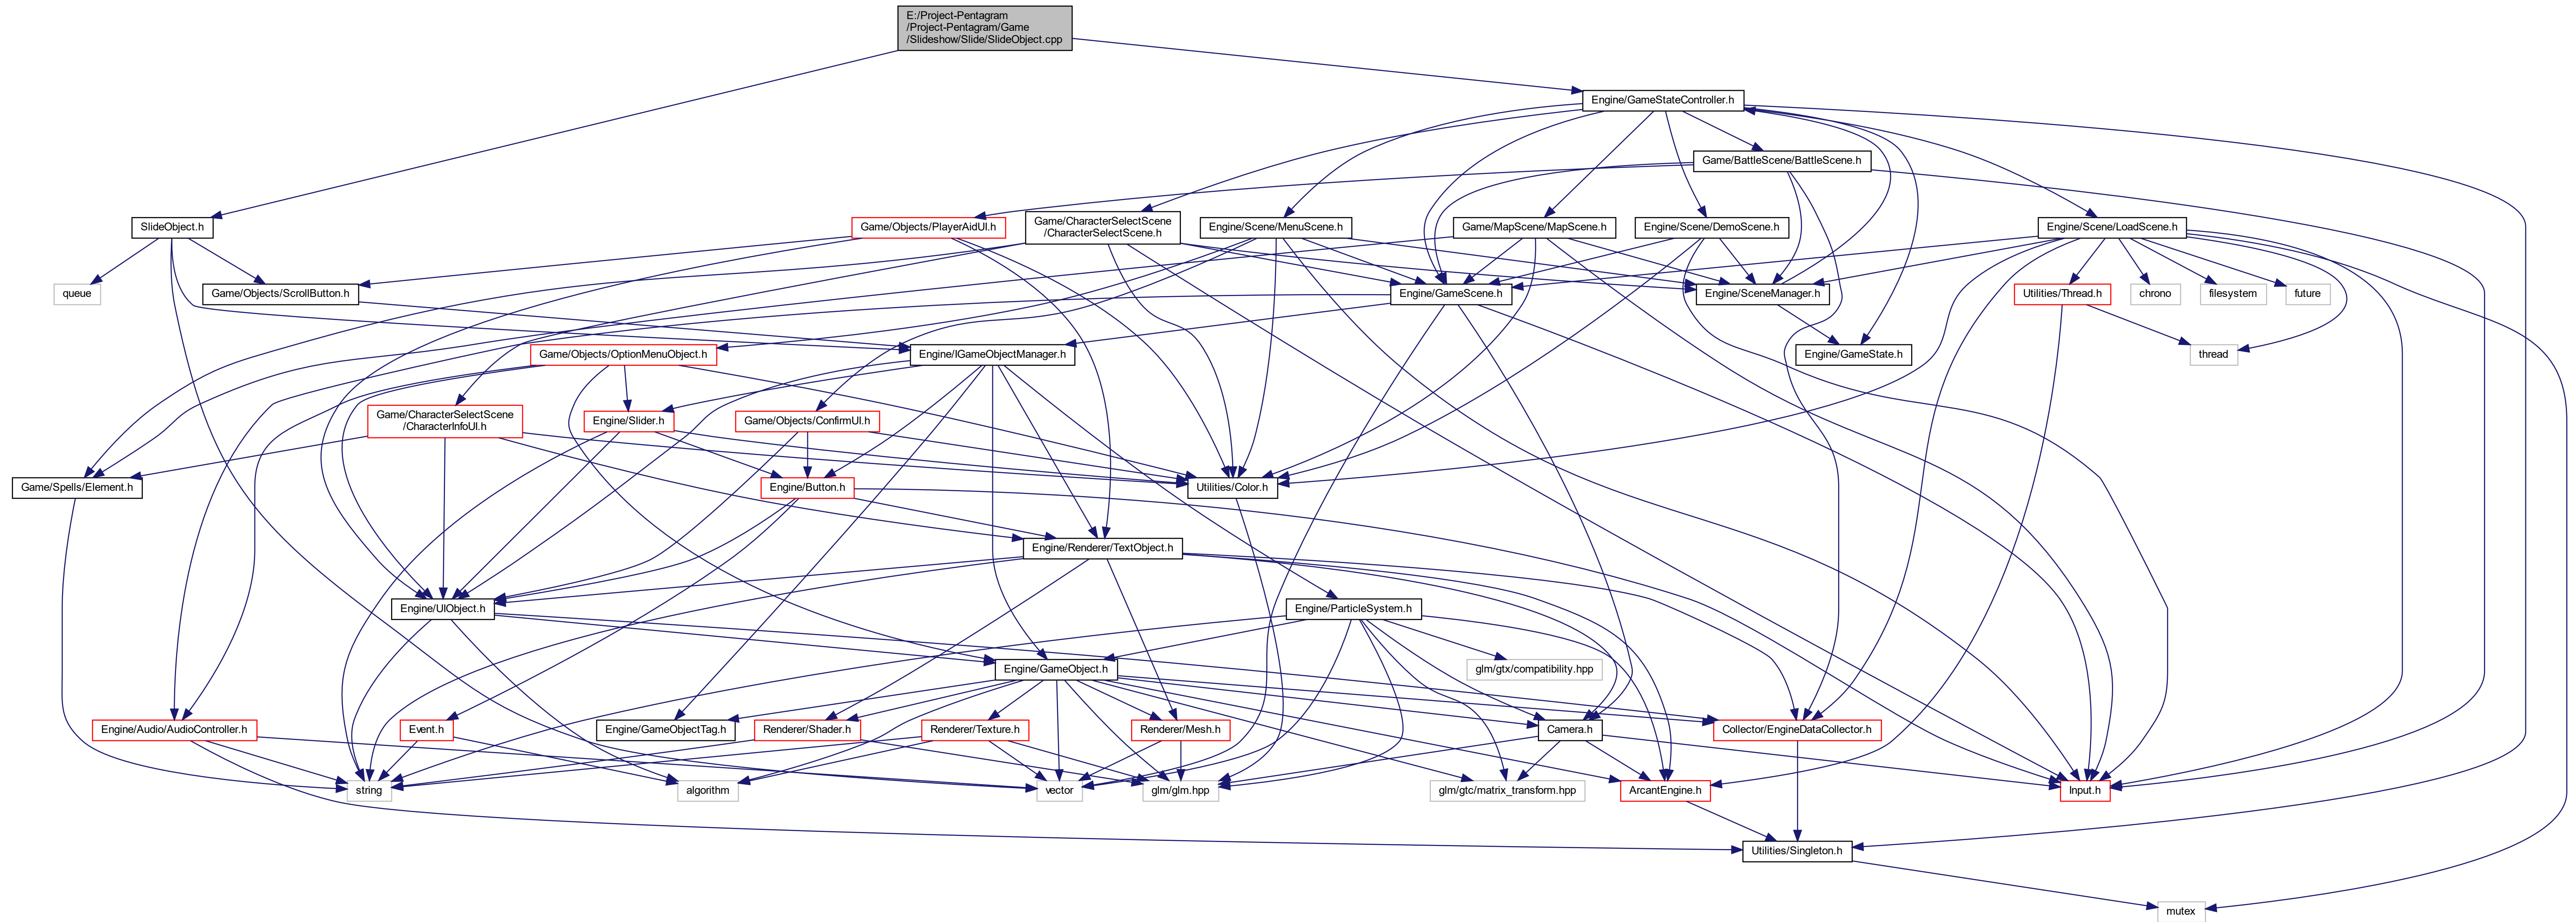 E:/Project-Pentagram
/Project-Pentagram/Game
/Slideshow/Slide/SlideObject.cpp
Engine/GameStateController.h
Game/BattleScene/BattleScene.h
SlideObject.h
Game/Objects/PlayerAidUI.h
Game/CharacterSelectScene
/CharacterSelectScene.h
Engine/Scene/MenuScene.h
Game/MapScene/MapScene.h
Engine/Scene/DemoScene.h
Engine/Scene/LoadScene.h
queue
Game/Objects/ScrollButton.h
Engine/GameScene.h
Engine/SceneManager.h
Utilities/Thread.h
chrono
filesystem
future
Game/Objects/OptionMenuObject.h
Engine/IGameObjectManager.h
Engine/GameState.h
thread
Game/CharacterSelectScene
/CharacterInfoUI.h
Engine/Slider.h
Game/Objects/ConfirmUI.h
Game/Spells/Element.h
Engine/Button.h
Utilities/Color.h
Engine/Renderer/TextObject.h
Engine/UIObject.h
Engine/ParticleSystem.h
Engine/GameObject.h
glm/gtx/compatibility.hpp
Engine/Audio/AudioController.h
Event.h
Engine/GameObjectTag.h
Renderer/Shader.h
Renderer/Texture.h
Renderer/Mesh.h
Camera.h
Collector/EngineDataCollector.h
string
algorithm
vector
glm/glm.hpp
glm/gtc/matrix_transform.hpp
ArcantEngine.h
Input.h
Utilities/Singleton.h
mutex